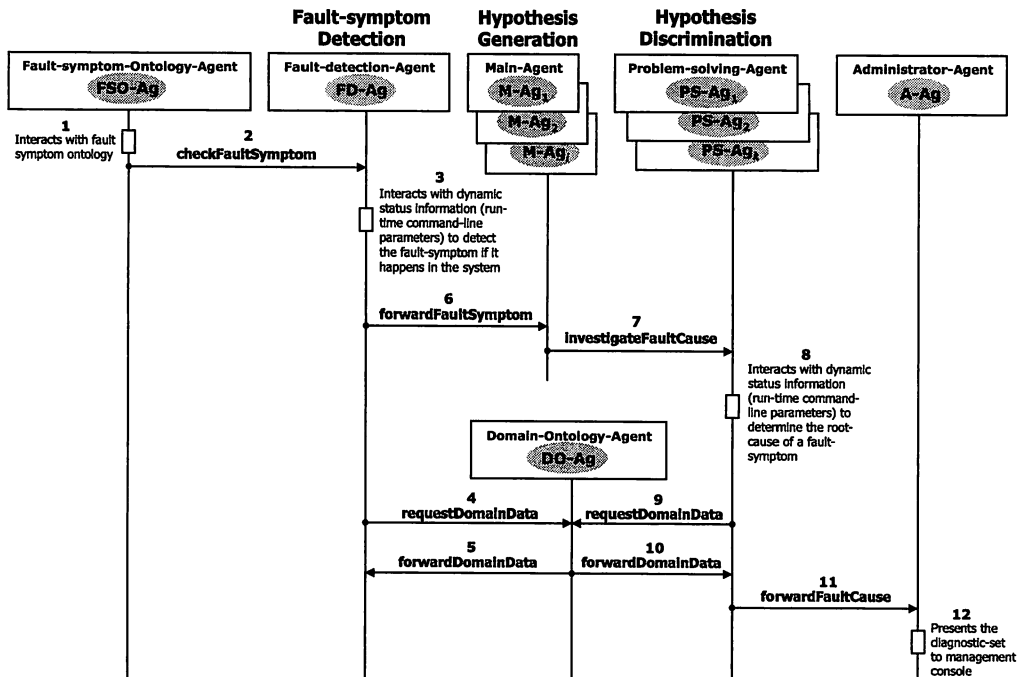 Fault-symptom
Detection
Hypothesis
Generation
Hypothesis
Discrimination
Fault-symptom-Ontology-Agent
FSO-Ag
Fault-detection-Agent
FD-Ag
Main-Agent
M-Ag1
M-Ag2
M-Agj
Problem-solving-Agent
PS-Ag1
PS-Ag2
PS-Agk
Administrator-Agent
A-Ag
1
Interacts with fault
symptom ontology
2
checkFaultSymptom
3
Interacts with dynamic
status information (run-
time command-line
parameters) to detect
the fault-symptom if it
happens in the system
6
forwardFaultSymptom
7
investigateFaultCause
8
Interacts with dynamic
status information
(run-time command-
line parameters) to
determine the root-
cause of a fault-
symptom
Domain-Ontology-Agent
DO-Ag
4
requestDomainData
9
requestDomainData
5
forwardDomainData
10
forwardDomainData
11
forwardFaultCause
12
Presents the
diagnostic-set
to management
console